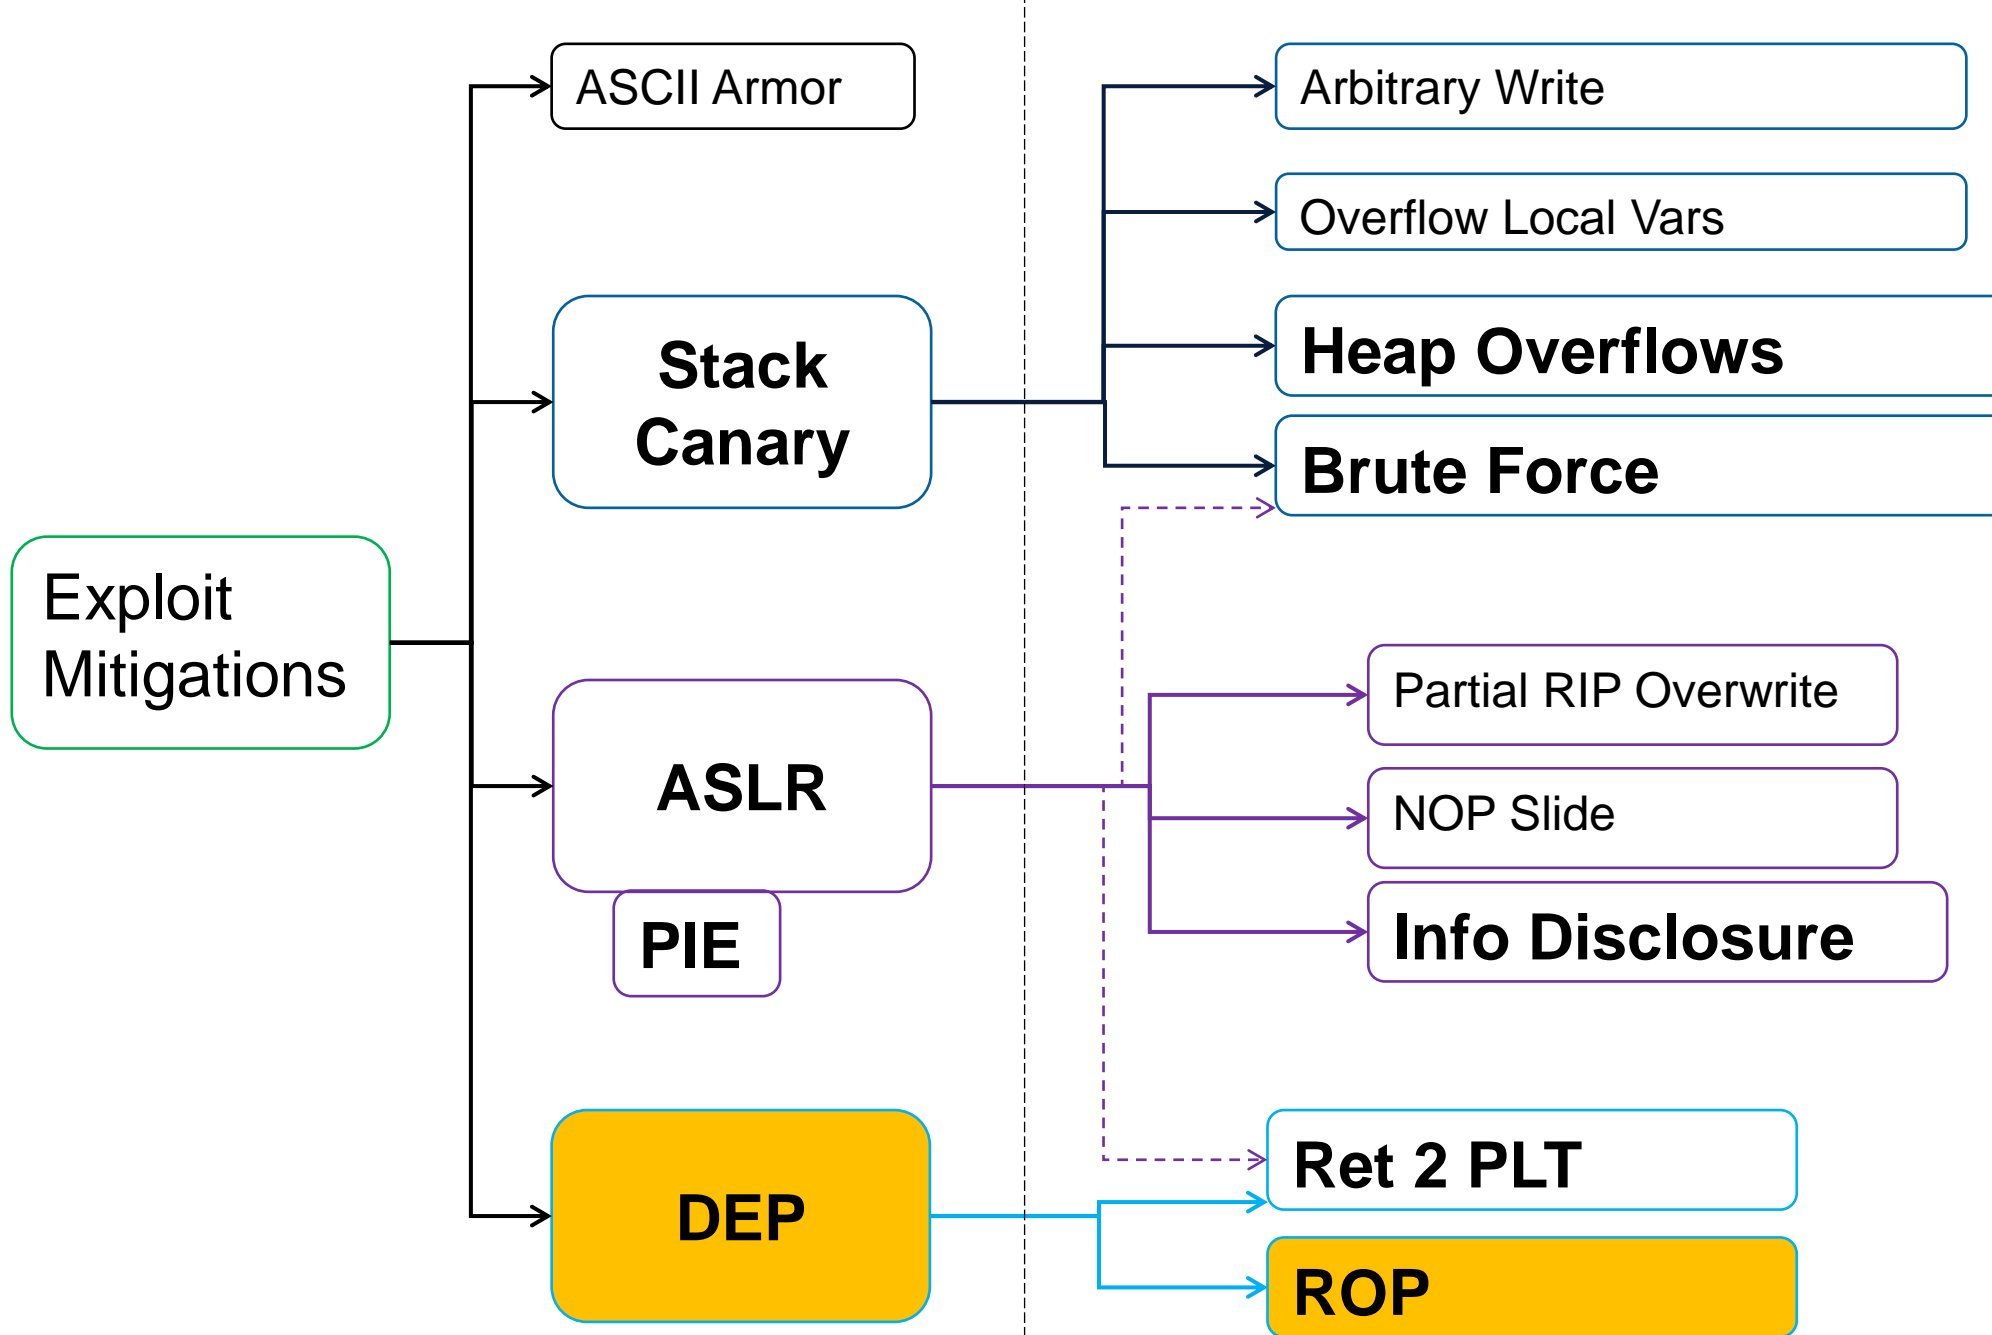 ASCII Armor
Arbitrary Write
Overflow Local Vars
Stack
Canary
Heap Overflows
Brute Force
Exploit
Mitigations
Partial RIP Overwrite
ASLR
NOP Slide
PIE
Info Disclosure
Ret 2 PLT
DEP
ROP